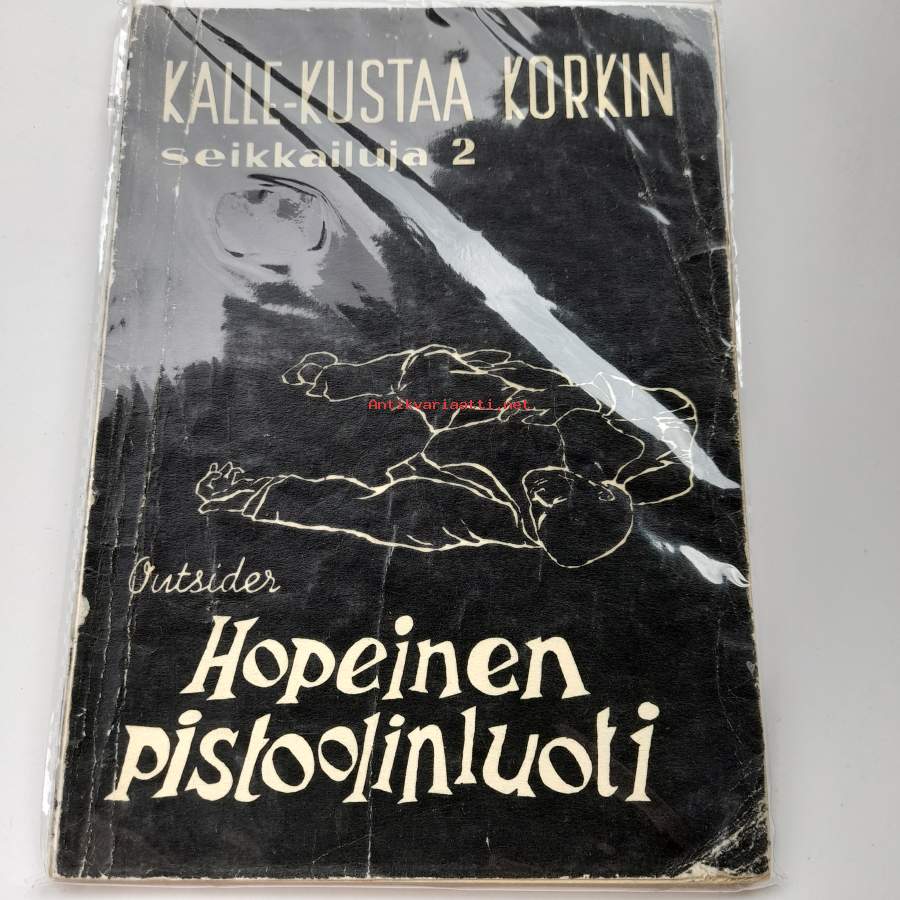 KALLE-KUSTAA KORKIN
seikkailuja 2
Antikvariaatti.net
Outsider
Hopeinen
pistoolinluoti